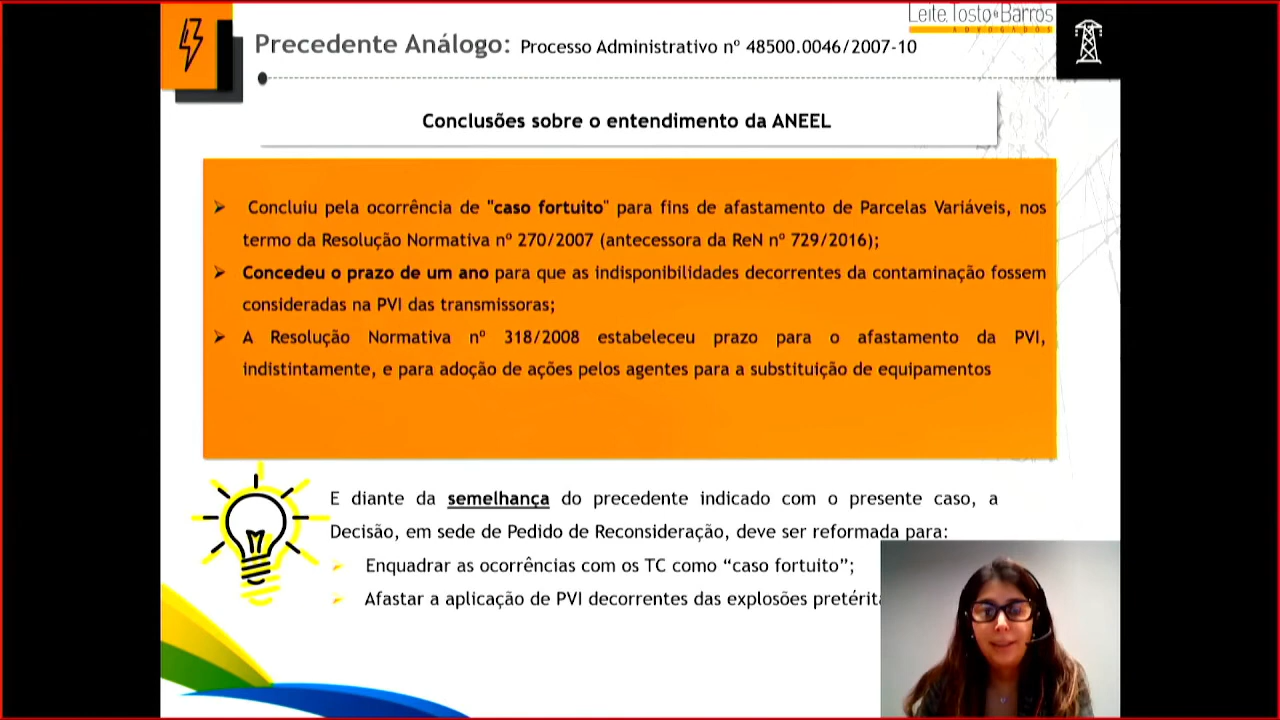 Leite, Tosto e Barros
ADVOGADOS
Precedente Análogo: Processo Administrativo nº 48500.0046/2007-10
Conclusões sobre o entendimento da ANEEL
Concluiu pela ocorrência de "caso fortuito" para fins de afastamento de Parcelas Variáveis, nos
termo da Resolução Normativa nº 270/2007 (antecessora da ReN nº 729/2016);
Concedeu o prazo de um ano para que as indisponibilidades decorrentes da contaminação fossem
consideradas na PVI das transmissoras;
A Resolução Normativa nº 318/2008 estabeleceu prazo para o afastamento da PVI,
indistintamente, e para adoção de ações pelos agentes para a substituição de equipamentos
E diante da semelhança do precedente indicado com o presente caso, a
Decisão, em sede de Pedido de Reconsideração, deve ser reformada para:
Enquadrar as ocorrências com os TC como “caso fortuito”;
Afastar a aplicação de PVI decorrentes das explosões